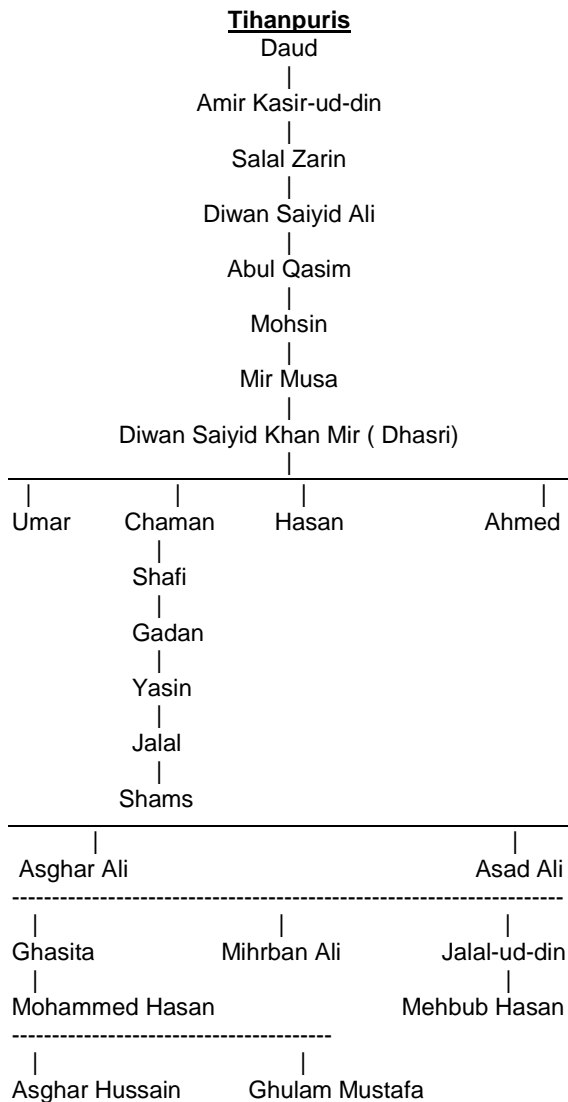 Tihanpuris
Daud
|
Amir Kasir-ud-din
|
Salal Zarin
|
Diwan Saiyid Ali
|
Abul Qasim
|
Mohsin
|
Mir Musa
|
Diwan Saiyid Khan Mir ( Dhasri)
|
| | | |
Umar Chaman Hasan Ahmed
|
Shafi
|
Gadan
|
Yasin
|
Jalal
|
Shams
| |
Asghar Ali Asad Ali
--------------------------------------------------------------------
| | |
Ghasita Mihrban Ali Jalal-ud-din
| |
Mohammed Hasan Mehbub Hasan
---------------------------------------
| |
Asghar Hussain Ghulam Mustafa